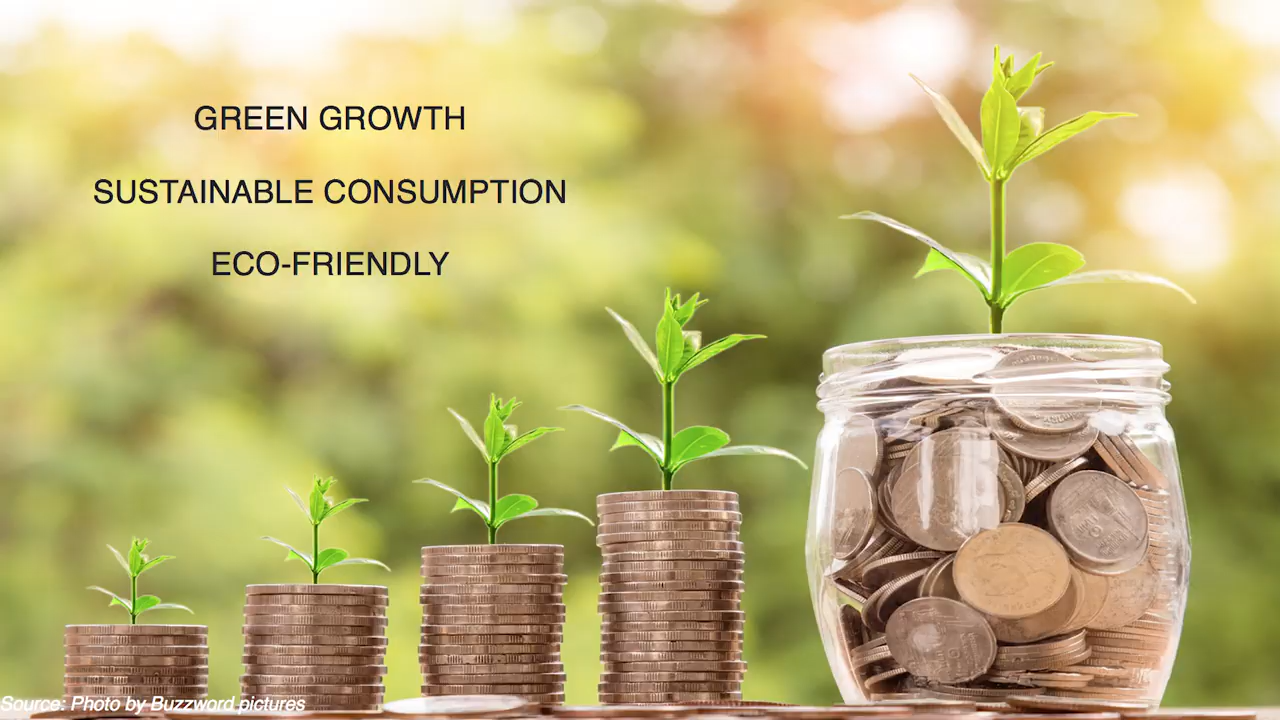 GREEN GROWTH
SUSTAINABLE CONSUMPTION
ECO-FRIENDLY
Source: Photo by Buzzword pictures